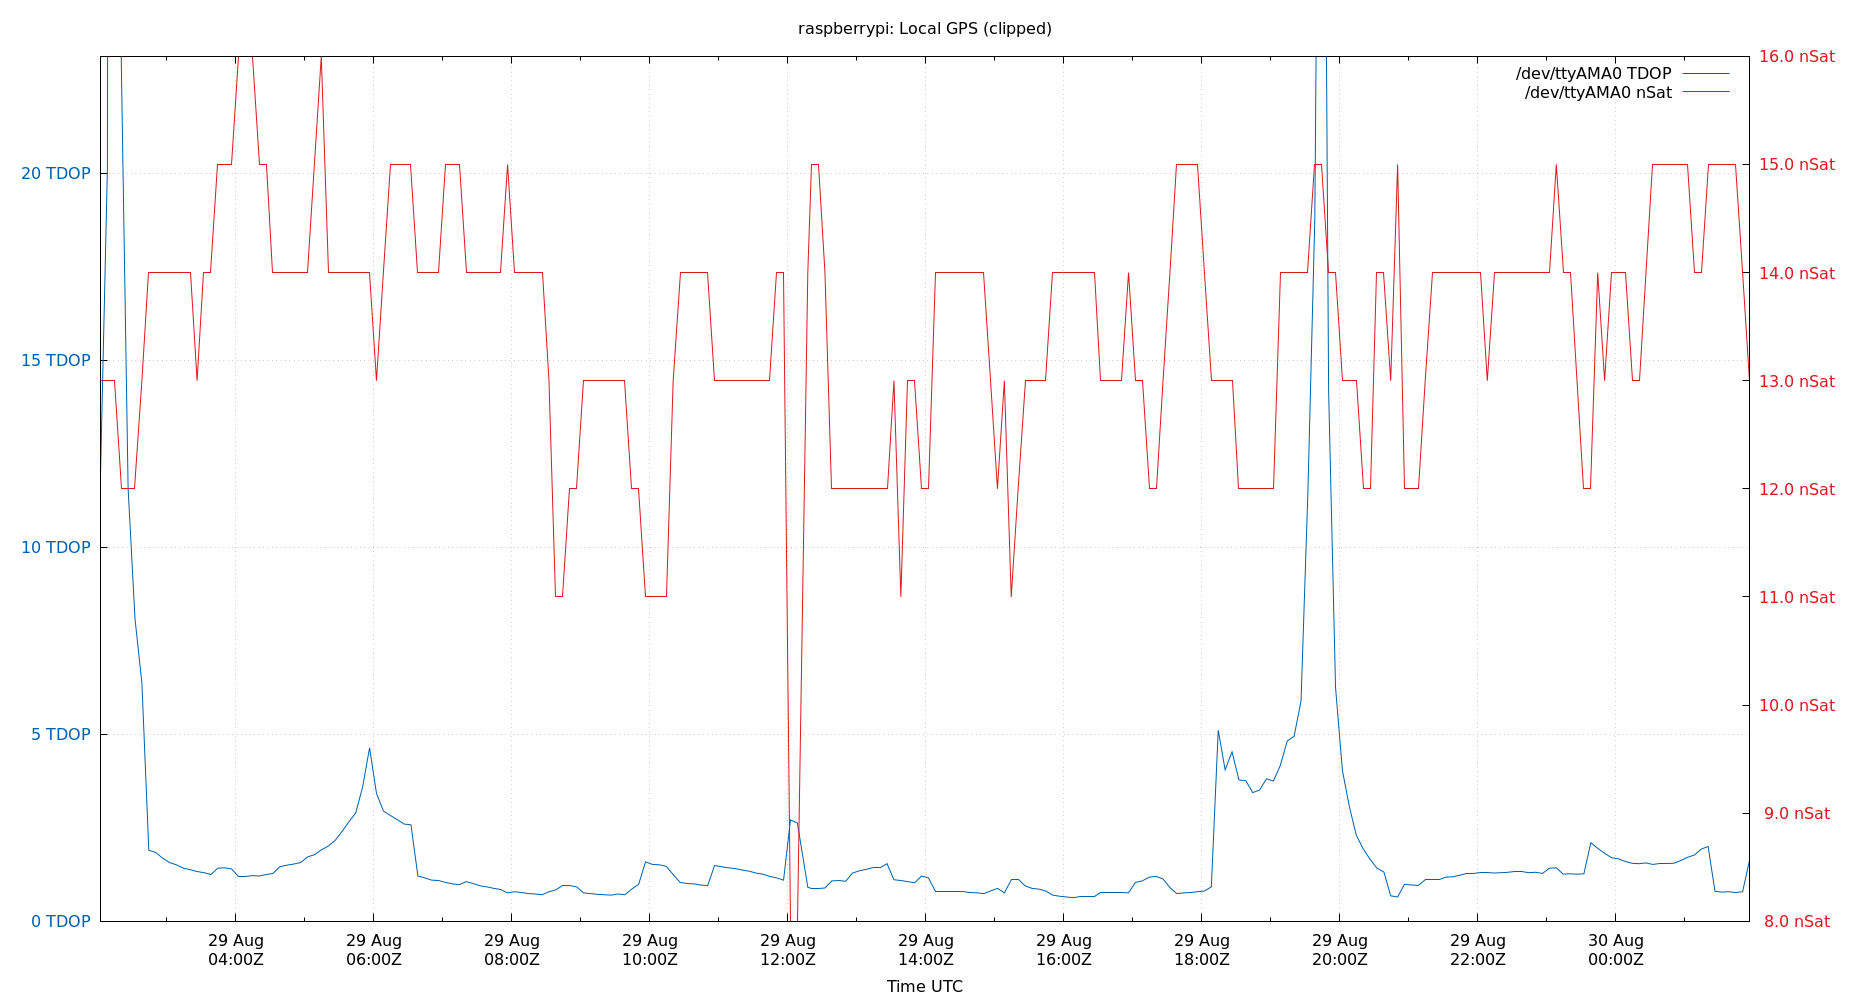 raspberrypi: Local GPS (clipped)
/dev/ttyAMA0 TDOP
/dev/ttyAMA0 nSat
20 TDOP
15 TDOP
10 TDOP
5 TDOP
0 TDOP
16.0 nSat
15.0 nSat
14.0 nSat
13.0 nSat
12.0 nSat
11.0 nSat
10.0 nSat
9.0 nSat
8.0 nSat
29 Aug
04:00Z
29 Aug
06:00Z
29 Aug
08:00Z
29 Aug
10:00Z
29 Aug
12:00Z
29 Aug
14:00Z
29 Aug
16:00Z
29 Aug
18:00Z
29 Aug
20:00Z
29 Aug
22:00Z
30 Aug
00:00Z
Time UTC